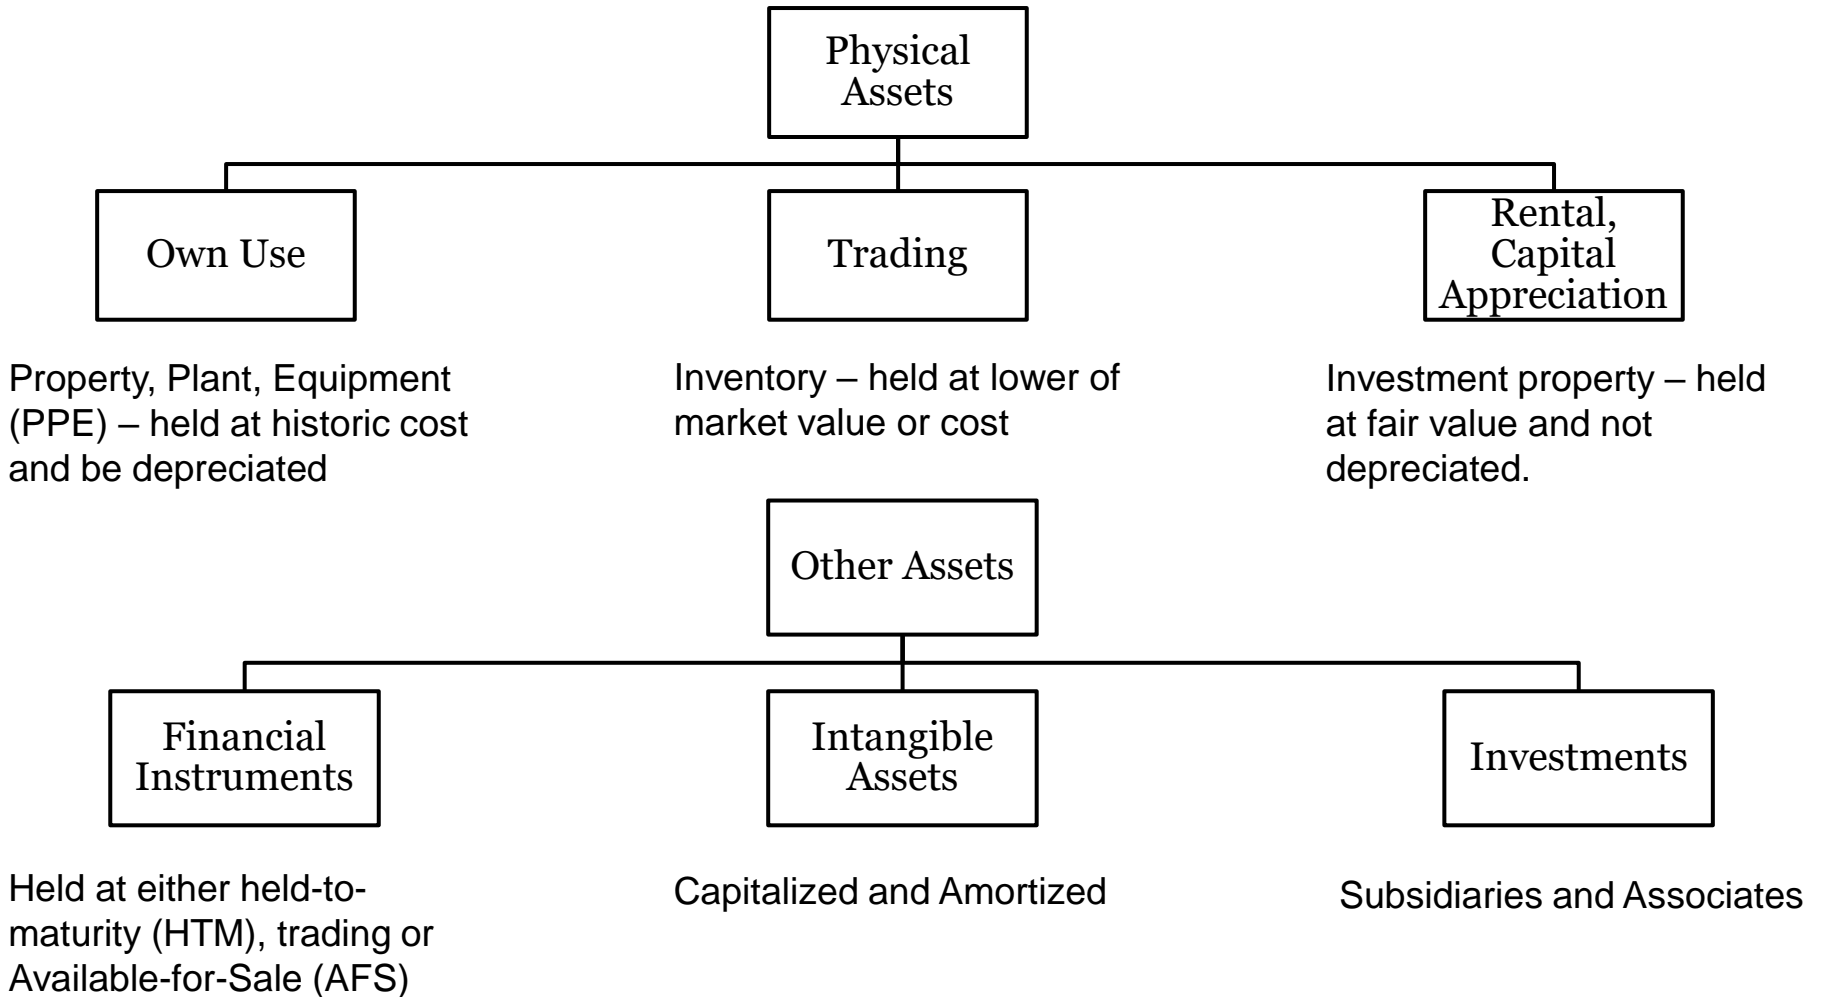 Physical
Assets
Own Use
Trading
Rental,
Capital
Appreciation
Property, Plant, Equipment
(PPE) – held at historic cost
and be depreciated
Inventory – held at lower of
market value or cost
Investment property – held
at fair value and not
depreciated.
Other Assets
Financial
Instruments
Intangible
Assets
Investments
Held at either held-to-
maturity (HTM), trading or
Available-for-Sale (AFS)
Capitalized and Amortized
Subsidiaries and Associates